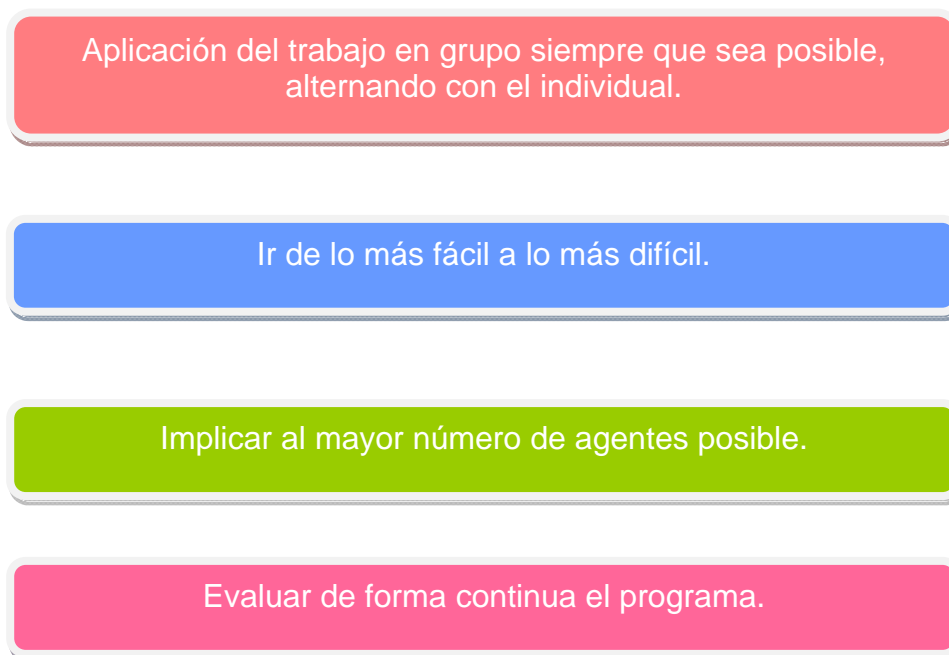 Aplicación del trabajo en grupo siempre que sea posible,
alternando con el individual.
Ir de lo más fácil a lo más difícil.
Implicar al mayor número de agentes posible.
Evaluar de forma continua el programa.